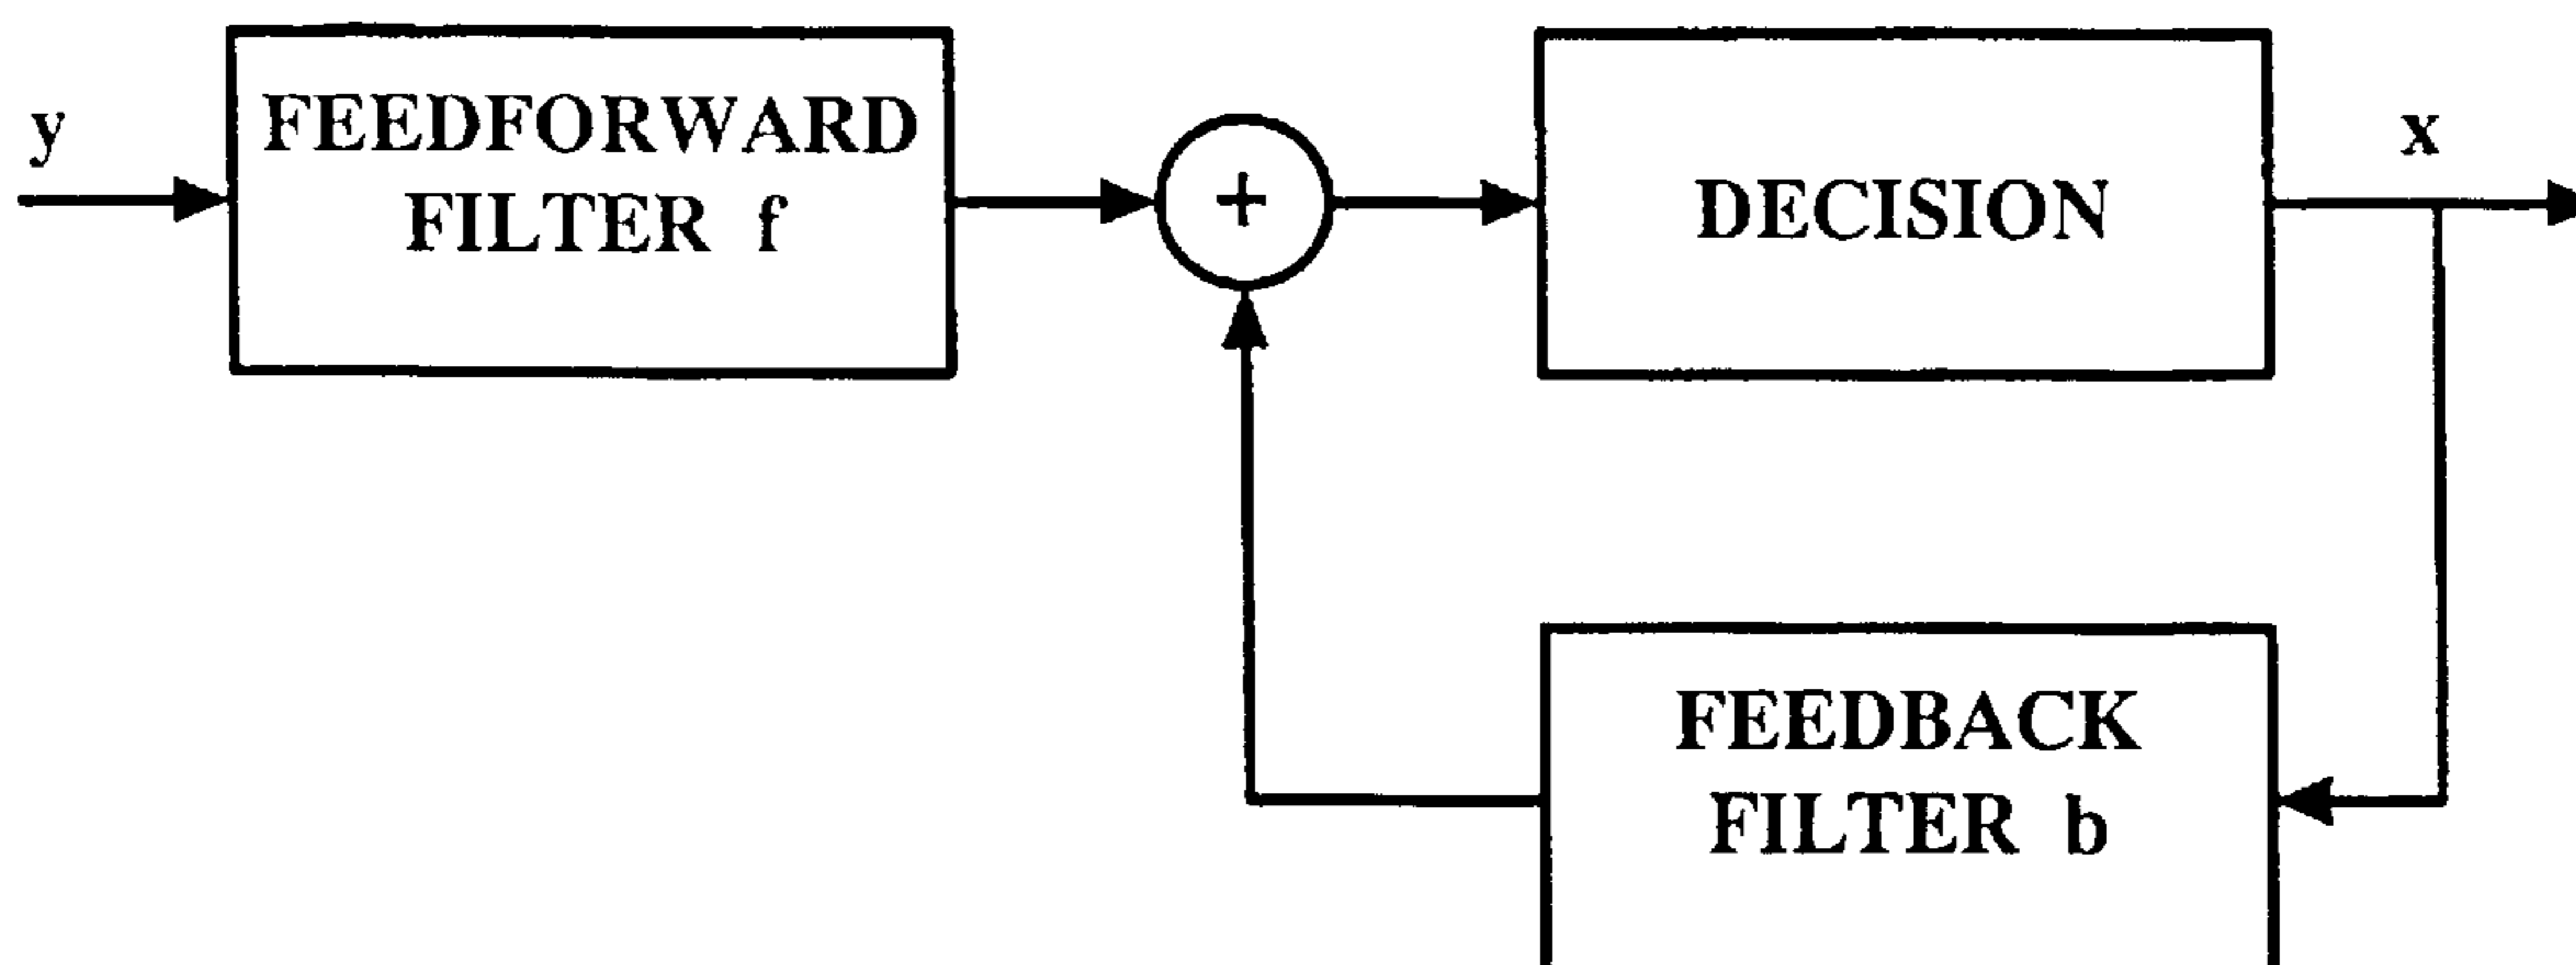 y
FEEDFORWARD
FILTER f
+
DECISION
x
FEEDBACK
FILTER b